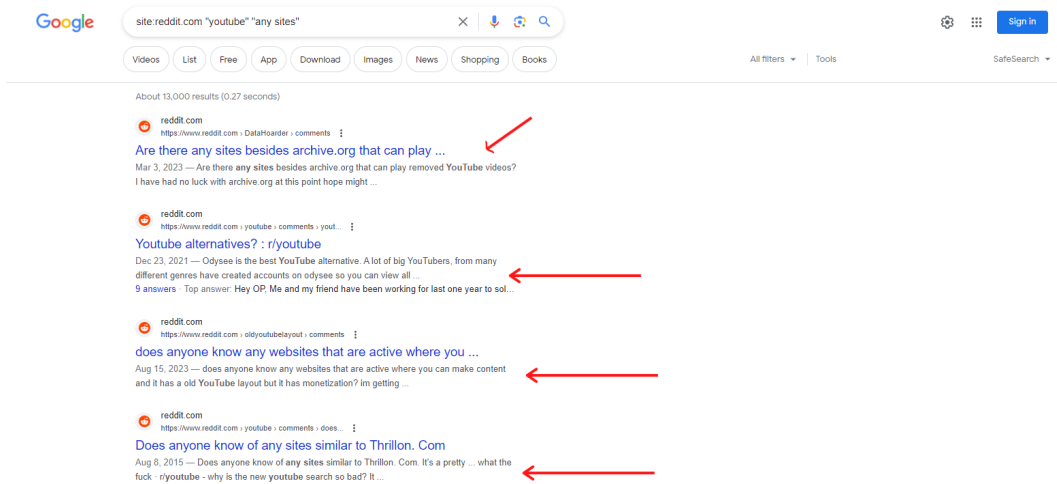 Google
site:reddit.com "youtube" "any sites"
Sign in
Videos List Free App Download Images News Shopping Books All filters Tools SafeSearch
About 13,000 results (0.27 seconds)
reddit.com
https://www.reddit.com › DataHoarder › comments
Are there any sites besides archive.org that can play ...
Mar 3, 2023 — Are there any sites besides archive.org that can play removed YouTube videos?
I have had no luck with archive.org at this point hope might ...
reddit.com
https://www.reddit.com › youtube › comments › yout...
Youtube alternatives? : r/youtube
Dec 23, 2021 — Odysee is the best YouTube alternative. A lot of big YouTubers, from many
different genres have created accounts on odysee so you can view all ...
9 answers · Top answer: Hey OP, Me and my friend have been working for last one year to sol...
reddit.com
https://www.reddit.com › oldyoutubelayout › comments
does anyone know any websites that are active where you ...
Aug 15, 2023 — does anyone know any websites that are active where you can make content
and it has a old YouTube layout but it has monetization? im getting ...
reddit.com
https://www.reddit.com › youtube › comments › does...
Does anyone know of any sites similar to Thrillon. Com
Aug 8, 2015 — Does anyone know of any sites similar to Thrillon. Com. It's a pretty ... what the
fuck · r/youtube - why is the new youtube search so bad? It ...